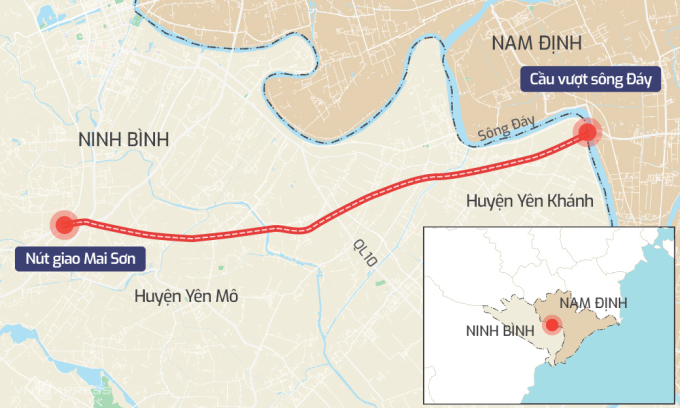 NAM ĐỊNH
Cầu vượt sông Đáy
NINH BÌNH
Sông Đáy
Huyện Yên Khánh
Nút giao Mai Sơn
QL10
Huyện Yên Mô
NAM ĐỊNH
NINH BÌNH